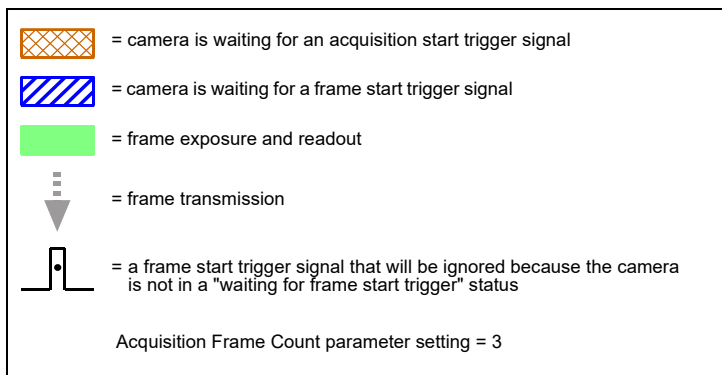 = camera is waiting for an acquisition start trigger signal
= camera is waiting for a frame start trigger signal
= frame exposure and readout
= frame transmission
= a frame start trigger signal that will be ignored because the camera
is not in a "waiting for frame start trigger" status
Acquisition Frame Count parameter setting = 3